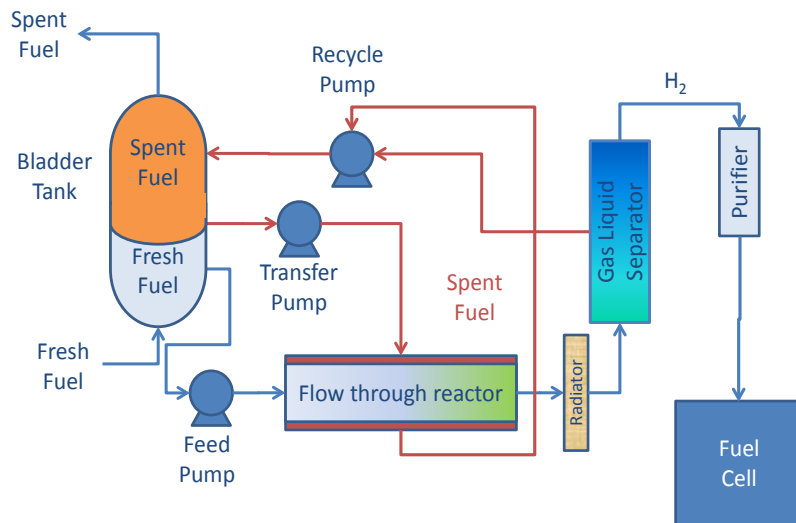 Spent
Fuel
Recycle
Pump
H2
Bladder
Tank
Spent
Fuel
Gas Liquid
Separator
Purifier
Fresh
Fuel
Transfer
Pump
Spent
Fuel
Fresh
Fuel
Flow through reactor
Radiator
Feed
Pump
Fuel
Cell